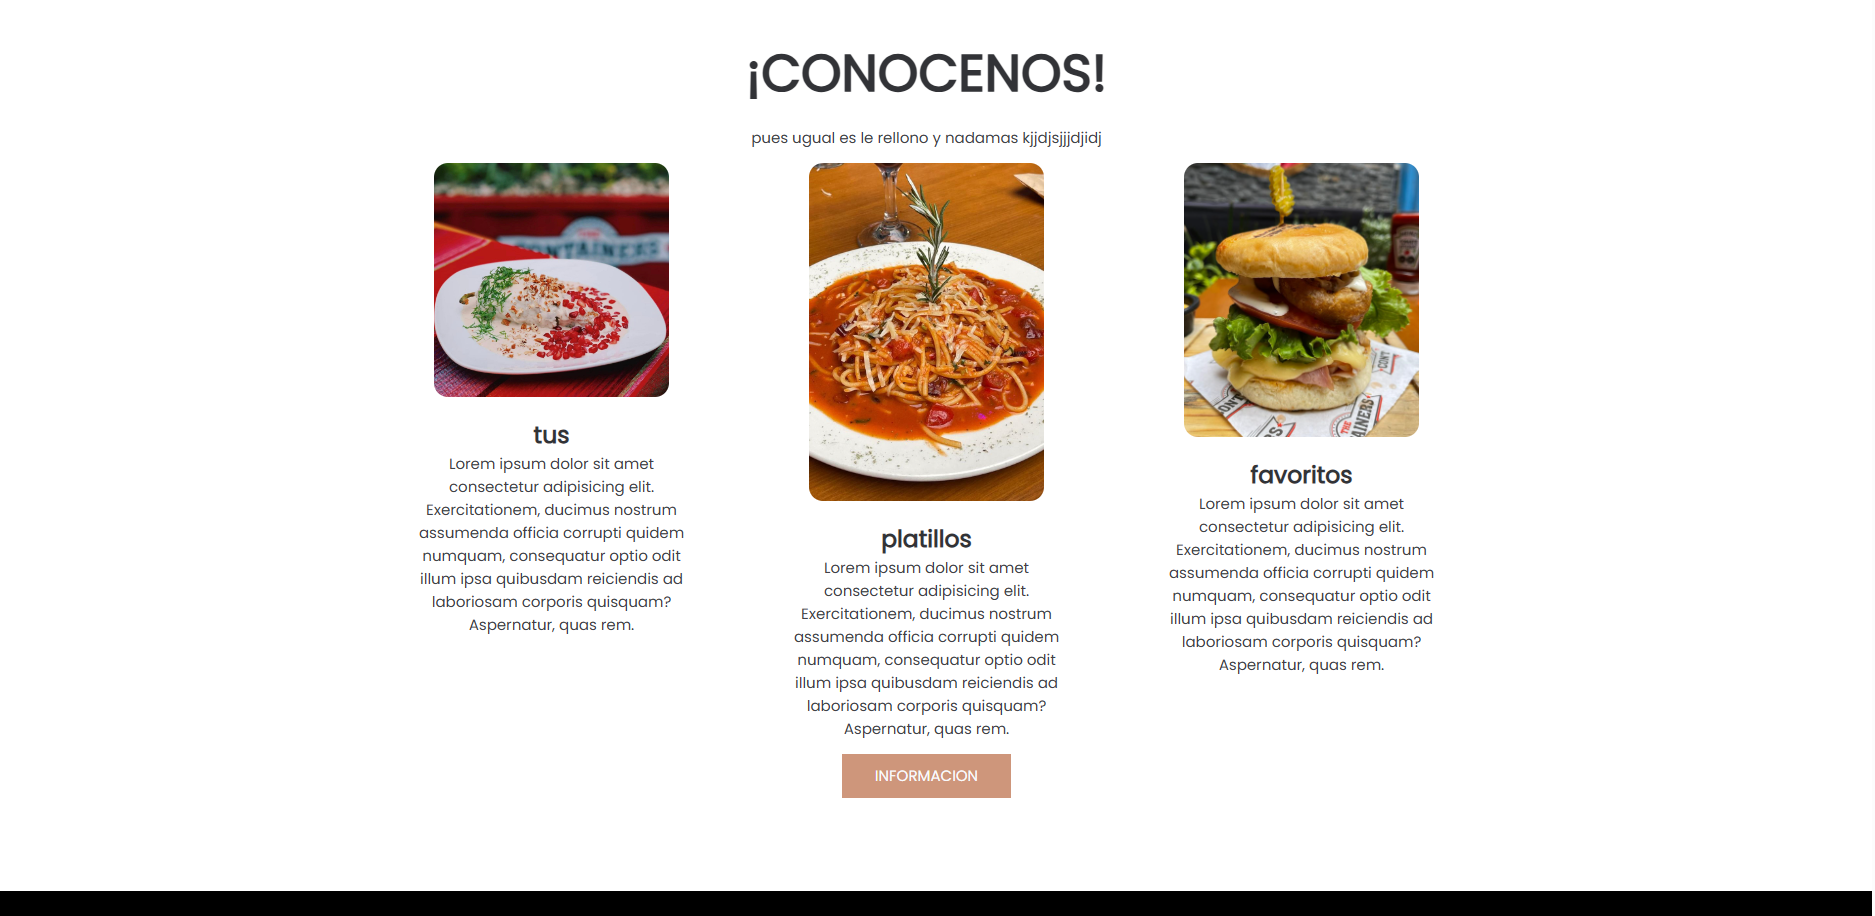 ¡CONOCENOS!
pues ugual es le rellono y nadamas kjjdjsjjjdjidj
THE
CONTAINERS
tus
Lorem ipsum dolor sit amet
consectetur adipisicing elit.
Exercitationem, ducimus nostrum
assumenda officia corrupti quidem
numquam, consequatur optio odit
illum ipsa quibusdam reiciendis ad
laboriosam corporis quisquam?
Aspernatur, quas rem.
platillos
Lorem ipsum dolor sit amet
consectetur adipisicing elit.
Exercitationem, ducimus nostrum
assumenda officia corrupti quidem
numquam, consequatur optio odit
illum ipsa quibusdam reiciendis ad
laboriosam corporis quisquam?
Aspernatur, quas rem.
INFORMACION
THE
AINERS
favoritos
Lorem ipsum dolor sit amet
consectetur adipisicing elit.
Exercitationem, ducimus nostrum
assumenda officia corrupti quidem
numquam, consequatur optio odit
illum ipsa quibusdam reiciendis ad
laboriosam corporis quisquam?
Aspernatur, quas rem.